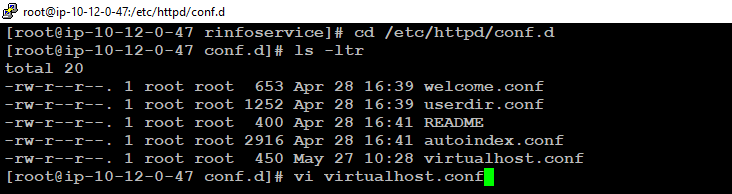 root@ip-10-12-0-47:/etc/httpd/conf.d
[root@ip-10-12-0-47 rinfoservice]# cd /etc/httpd/conf.d
[root@ip-10-12-0-47 conf.d]# ls -ltr
total 20
-rw-r--r--. 1 root root  653 Apr 28 16:39 welcome.conf
-rw-r--r--. 1 root root 1252 Apr 28 16:39 userdir.conf
-rw-r--r--. 1 root root  400 Apr 28 16:41 README
-rw-r--r--. 1 root root 2916 Apr 28 16:41 autoindex.conf
-rw-r--r--. 1 root root  450 May 27 10:28 virtualhost.conf
[root@ip-10-12-0-47 conf.d]# vi virtualhost.conf